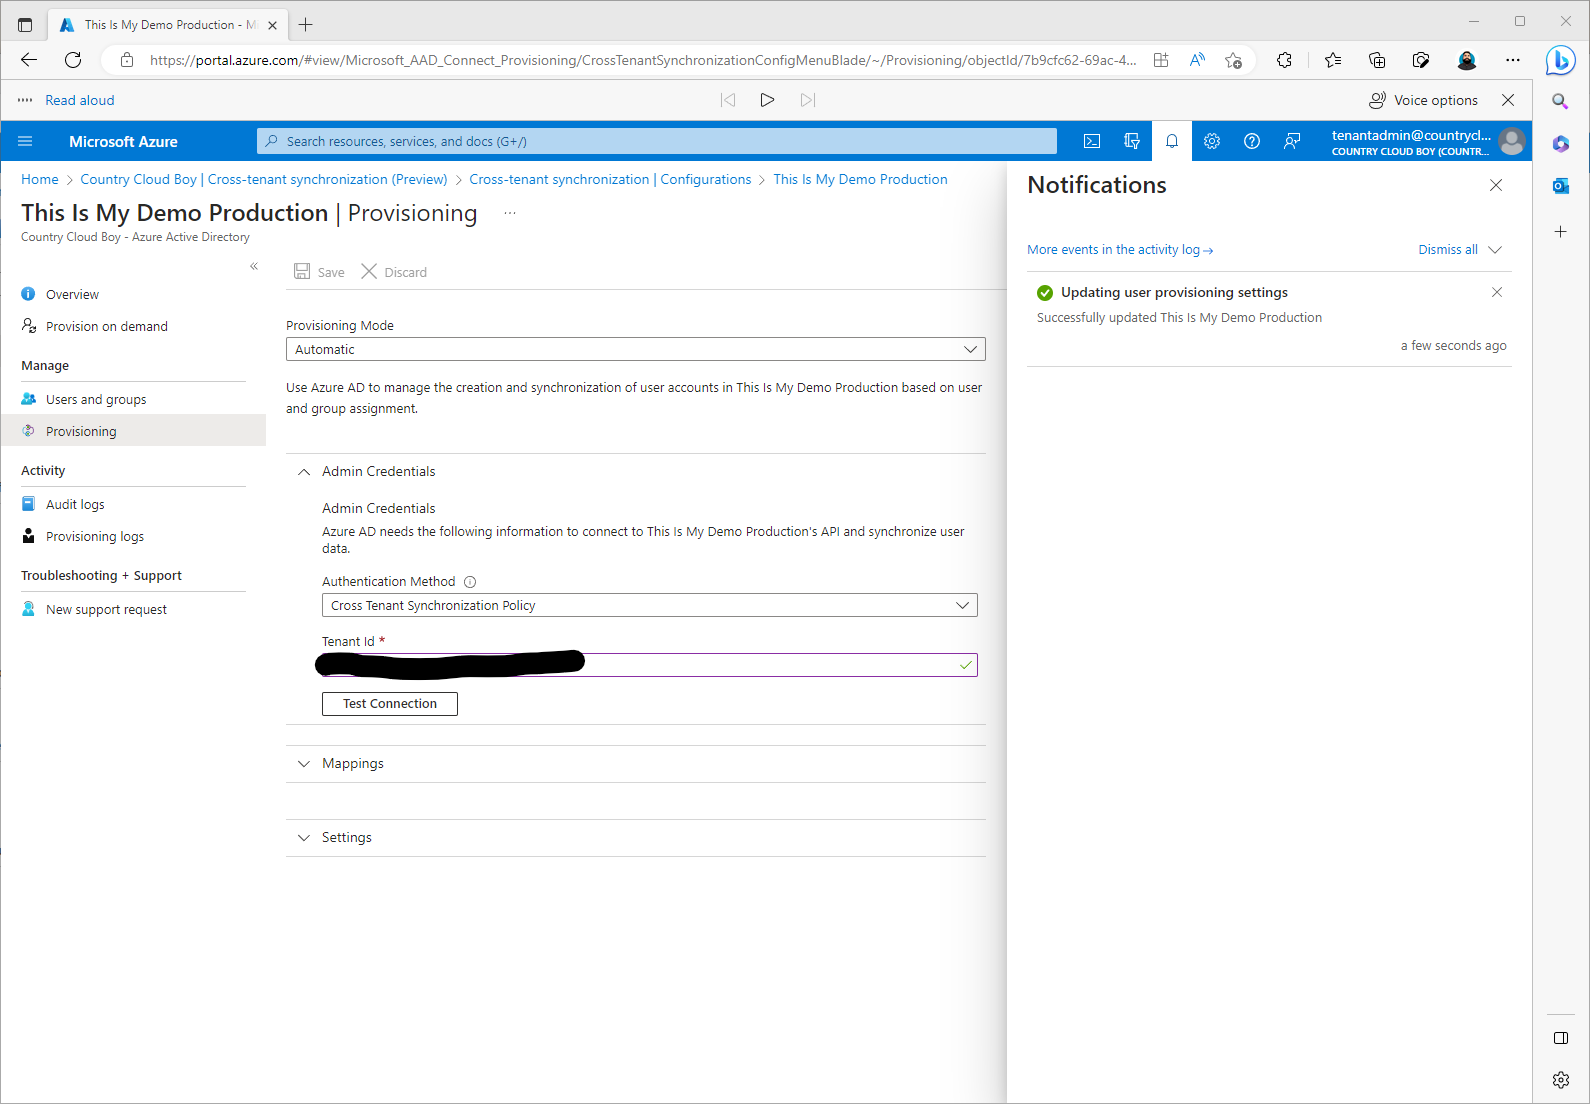 This Is My Demo Production - Mi
https://portal.azure.com/#view/Microsoft_AAD_Connect_Provisioning/CrossTenantSynchronizationConfigMenuBlade/~/Provisioning/objectId/7b9cfc62-69ac-4...
Read aloud
Voice options
Microsoft Azure
Search resources, services, and docs (G+/)
tenantadmin@countrycl...
COUNTRY CLOUD BOY (COUNTR...
Home > Country Cloud Boy | Cross-tenant synchronization (Preview) > Cross-tenant synchronization | Configurations > This Is My Demo Production
This Is My Demo Production | Provisioning ...
Country Cloud Boy - Azure Active Directory
Overview
Provision on demand
Manage
Users and groups
Provisioning
Activity
Audit logs
Provisioning logs
Troubleshooting + Support
New support request
Save
Discard
Provisioning Mode
Automatic
Use Azure AD to manage the creation and synchronization of user accounts in This Is My Demo Production based on user
and group assignment.
Admin Credentials
Admin Credentials
Azure AD needs the following information to connect to This Is My Demo Production's API and synchronize user
data.
Authentication Method
Cross Tenant Synchronization Policy
Tenant Id *
Test Connection
Mappings
Settings
Notifications
More events in the activity log →
Dismiss all
Updating user provisioning settings
Successfully updated This Is My Demo Production
a few seconds ago